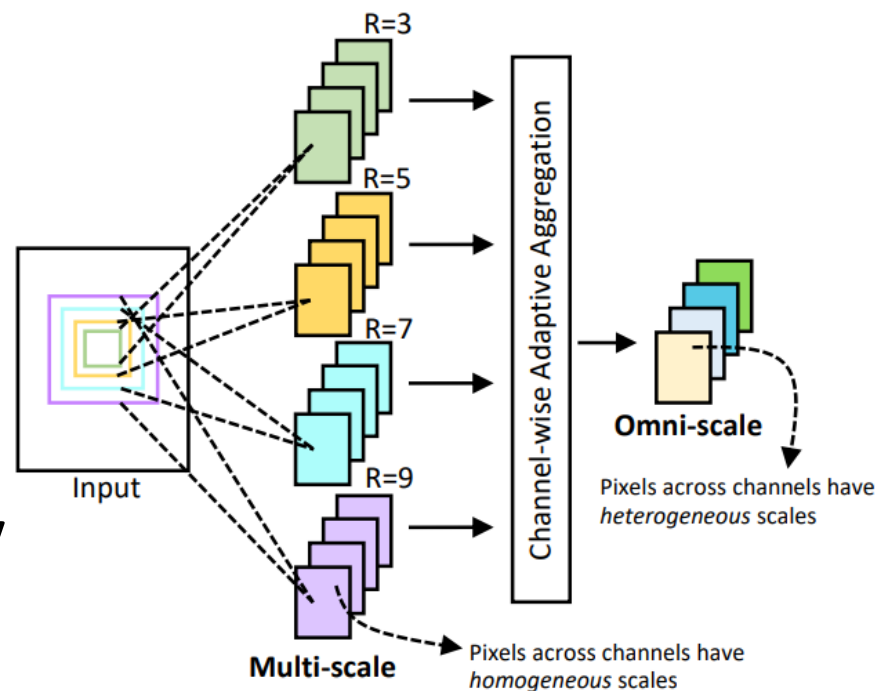 R=3
R=5
R=7
R=9
Input
Multi-scale
Channel-wise Adaptive Aggregation
Omni-scale
Pixels across channels have
heterogeneous scales
Pixels across channels have
homogeneous scales